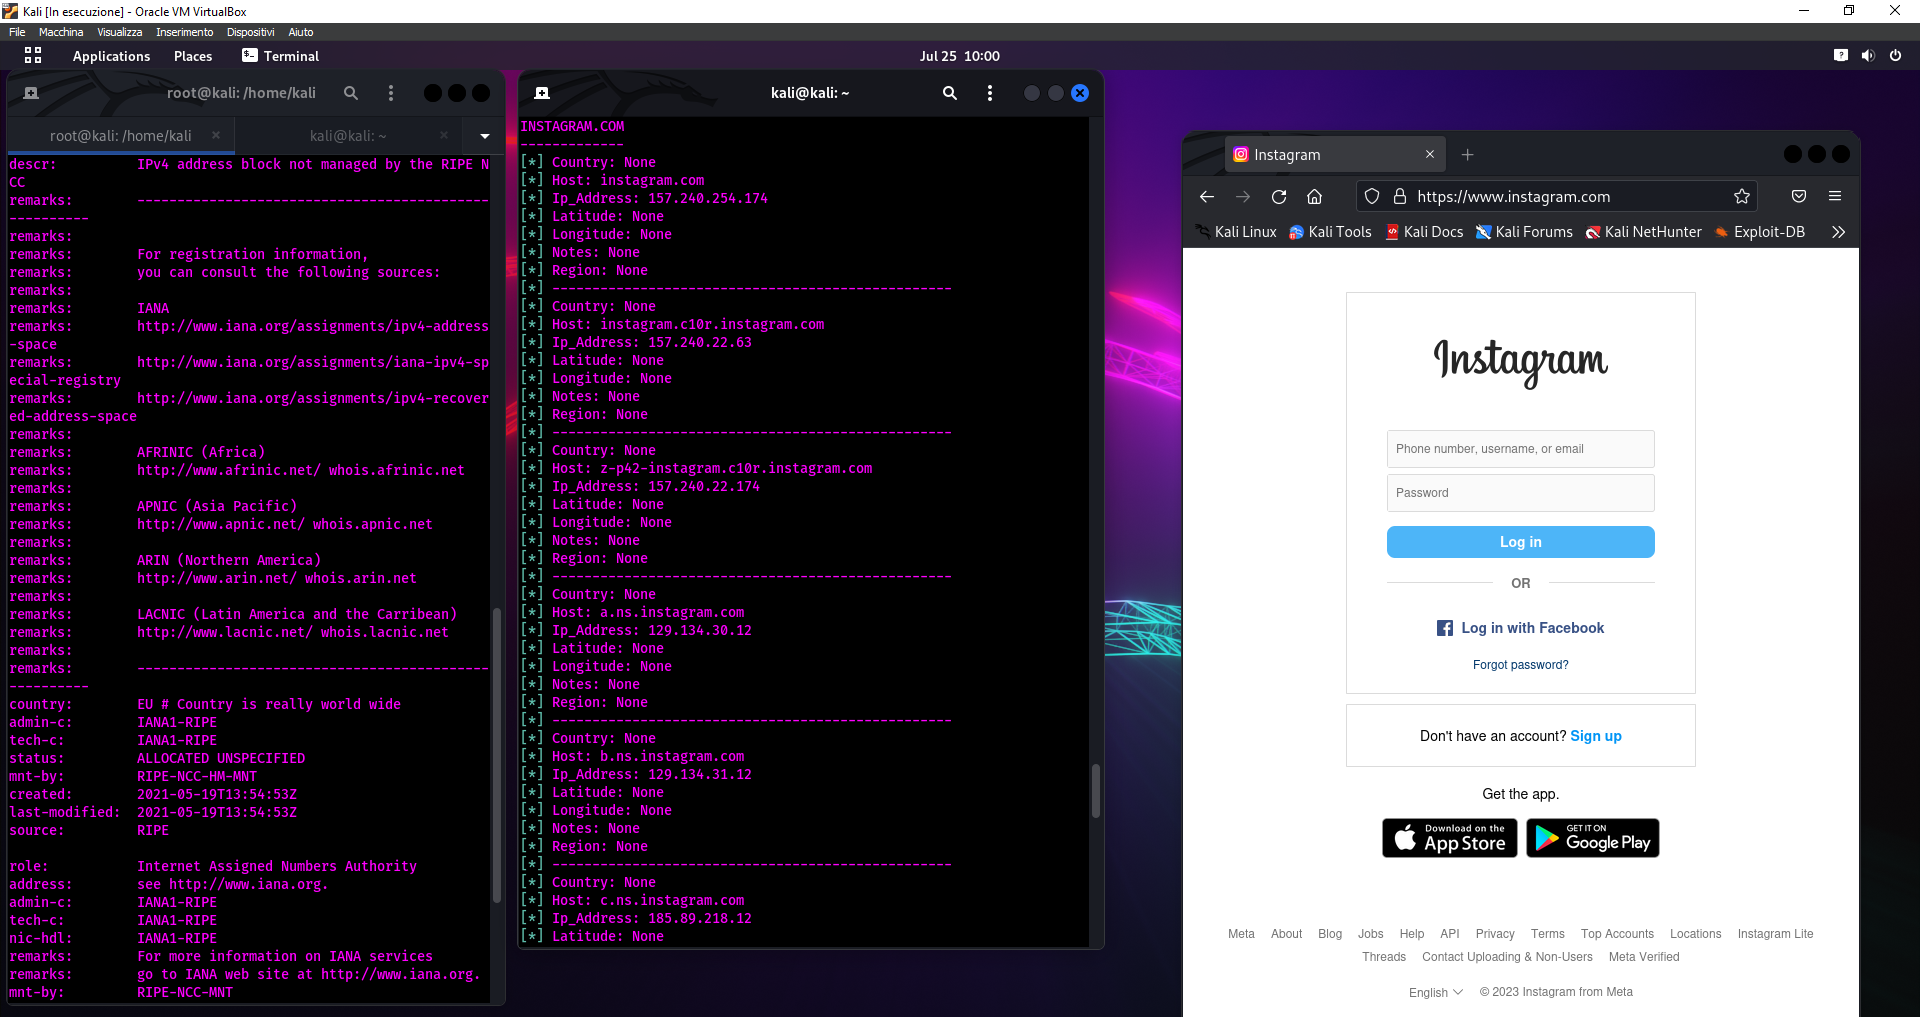 Kali [In esecuzione] - Oracle VM VirtualBox
File Macchina Visualizza Inserimento Dispositivi Aiuto
Applications Places Terminal Jul 25 10:00
root@kali: /home/kali
root@kali: /home/kali × kali@kali: ~ ×
descr: IPv4 address block not managed by the RIPE N
CC
remarks: --------------------------------------------
----------
remarks:
remarks: For registration information,
remarks: you can consult the following sources:
remarks:
remarks: IANA
remarks: http://www.iana.org/assignments/ipv4-address
-space
remarks: http://www.iana.org/assignments/iana-ipv4-sp
ecial-registry
remarks: http://www.iana.org/assignments/ipv4-recover
ed-address-space
remarks:
remarks: AFRINIC (Africa)
remarks: http://www.afrinic.net/ whois.afrinic.net
remarks:
remarks: APNIC (Asia Pacific)
remarks: http://www.apnic.net/ whois.apnic.net
remarks:
remarks: ARIN (Northern America)
remarks: http://www.arin.net/ whois.arin.net
remarks:
remarks: LACNIC (Latin America and the Carribean)
remarks: http://www.lacnic.net/ whois.lacnic.net
remarks:
remarks: --------------------------------------------
----------
country: EU # Country is really world wide
admin-c: IANA1-RIPE
tech-c: IANA1-RIPE
status: ALLOCATED UNSPECIFIED
mnt-by: RIPE-NCC-HM-MNT
created: 2021-05-19T13:54:53Z
last-modified: 2021-05-19T13:54:53Z
source: RIPE
role: Internet Assigned Numbers Authority
address: see http://www.iana.org.
admin-c: IANA1-RIPE
tech-c: IANA1-RIPE
nic-hdl: IANA1-RIPE
remarks: For more information on IANA services
remarks: go to IANA web site at http://www.iana.org.
mnt-by: RIPE-NCC-MNT
kali@kali: ~
INSTAGRAM.COM
-------------
[*] Country: None
[*] Host: instagram.com
[*] Ip_Address: 157.240.254.174
[*] Latitude: None
[*] Longitude: None
[*] Notes: None
[*] Region: None
[*] --------------------------------------------------
[*] Country: None
[*] Host: instagram.c10r.instagram.com
[*] Ip_Address: 157.240.22.63
[*] Latitude: None
[*] Longitude: None
[*] Notes: None
[*] Region: None
[*] --------------------------------------------------
[*] Country: None
[*] Host: z-p42-instagram.c10r.instagram.com
[*] Ip_Address: 157.240.22.174
[*] Latitude: None
[*] Longitude: None
[*] Notes: None
[*] Region: None
[*] --------------------------------------------------
[*] Country: None
[*] Host: a.ns.instagram.com
[*] Ip_Address: 129.134.30.12
[*] Latitude: None
[*] Longitude: None
[*] Notes: None
[*] Region: None
[*] --------------------------------------------------
[*] Country: None
[*] Host: b.ns.instagram.com
[*] Ip_Address: 129.134.31.12
[*] Latitude: None
[*] Longitude: None
[*] Notes: None
[*] Region: None
[*] --------------------------------------------------
[*] Country: None
[*] Host: c.ns.instagram.com
[*] Ip_Address: 185.89.218.12
[*] Latitude: None
Instagram
https://www.instagram.com
Kali Linux Kali Tools Kali Docs Kali Forums Kali NetHunter Exploit-DB
Instagram
Phone number, username, or email
Password
Log in
OR
Log in with Facebook
Forgot password?
Don't have an account? Sign up
Get the app.
Download on the App Store
GET IT ON Google Play
Meta About Blog Jobs Help API Privacy Terms Top Accounts Locations Instagram Lite
Threads Contact Uploading & Non-Users Meta Verified
English © 2023 Instagram from Meta